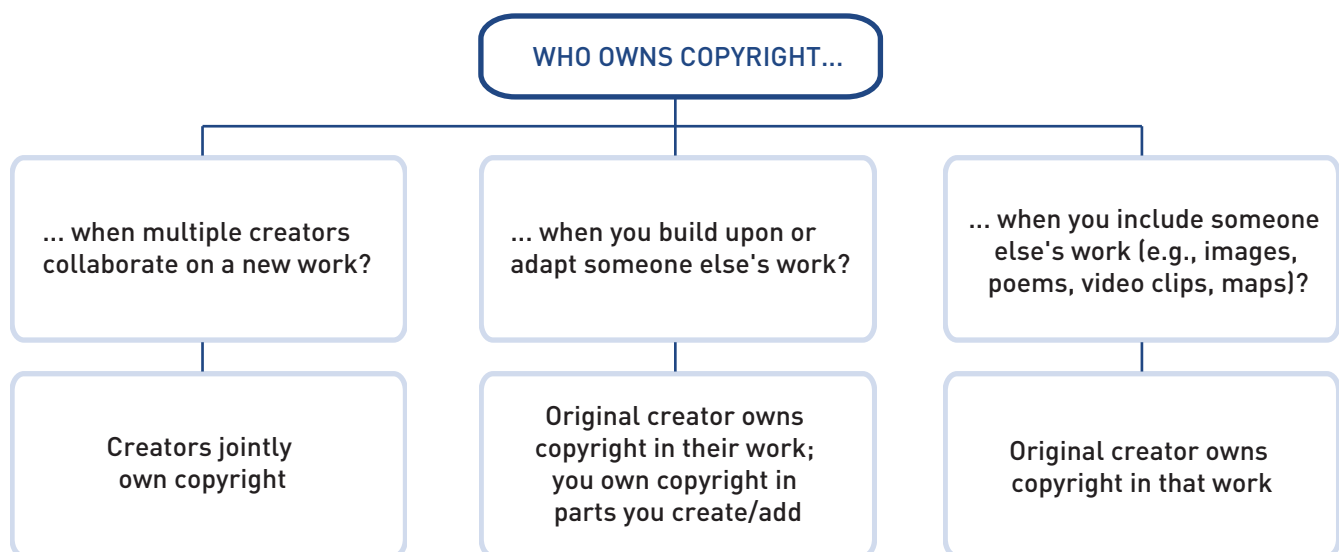 WHO OWNS COPYRIGHT...
... when multiple creators
collaborate on a new work?
... when you build upon or
adapt someone else's work?
... when you include someone
else's work (e.g., images,
poems, video clips, maps)?
Creators jointly
own copyright
Original creator owns
copyright in their work;
you own copyright in
parts you create/add
Original creator owns
copyright in that work